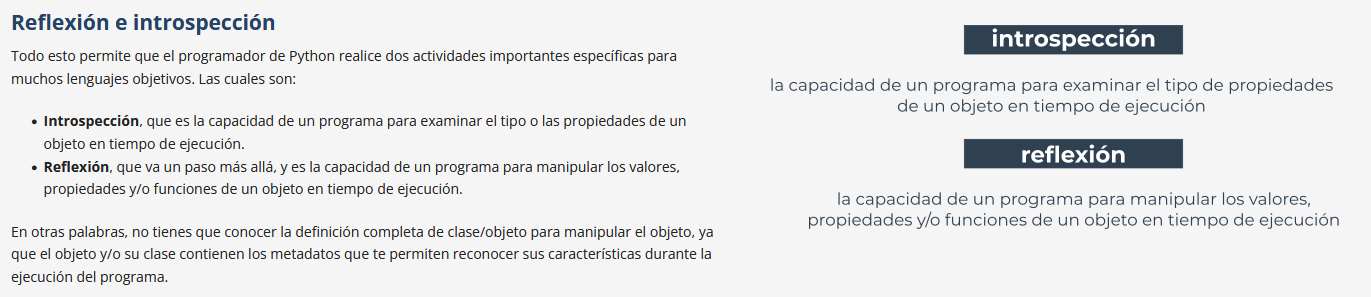 Reflexión e introspección
Todo esto permite que el programador de Python realice dos actividades importantes específicas para
muchos lenguajes objetivos. Las cuales son:
• Introspección, que es la capacidad de un programa para examinar el tipo o las propiedades de un
objeto en tiempo de ejecución.
• Reflexión, que va un paso más allá, y es la capacidad de un programa para manipular los valores,
propiedades y/o funciones de un objeto en tiempo de ejecución.
En otras palabras, no tienes que conocer la definición completa de clase/objeto para manipular el objeto, ya
que el objeto y/o su clase contienen los metadatos que te permiten reconocer sus características durante la
ejecución del programa.
introspección
la capacidad de un programa para examinar el tipo de propiedades
de un objeto en tiempo de ejecución
reflexión
la capacidad de un programa para manipular los valores,
propiedades y/o funciones de un objeto en tiempo de ejecución